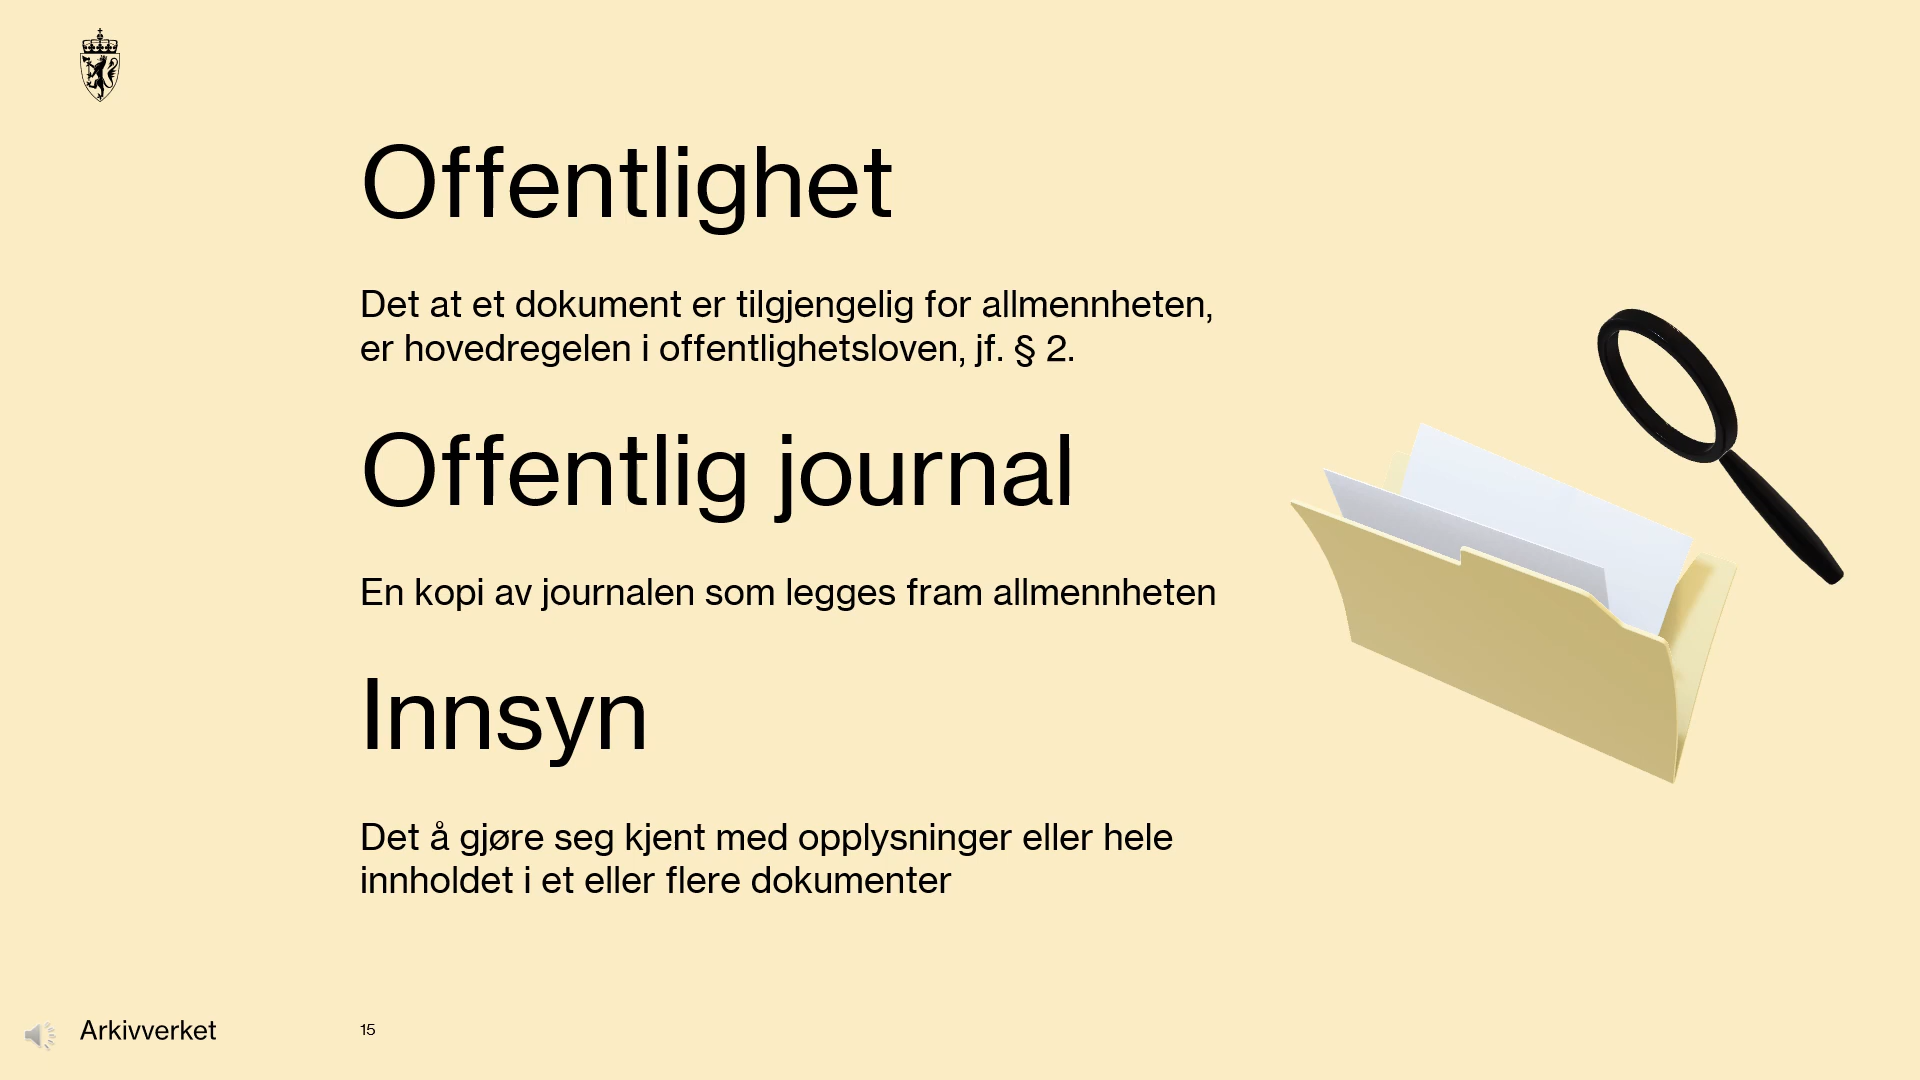 Offentlighet
Det at et dokument er tilgjengelig for allmennheten,
er hovedregelen i offentlighetsloven, jf. § 2.
Offentlig journal
En kopi av journalen som legges fram allmennheten
Innsyn
Det å gjøre seg kjent med opplysninger eller hele
innholdet i et eller flere dokumenter
Arkivverket
15